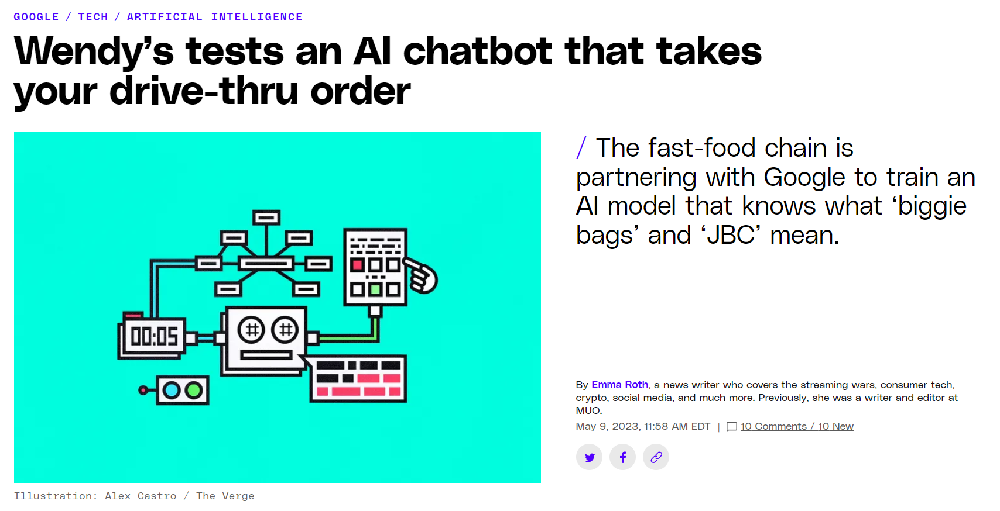 GOOGLE / TECH / ARTIFICIAL INTELLIGENCE
Wendy’s tests an AI chatbot that takes
your drive-thru order
/ The fast-food chain is
partnering with Google to train an
AI model that knows what ‘biggie
bags’ and ‘JBC’ mean.
00:05
By Emma Roth, a news writer who covers the streaming wars, consumer tech,
crypto, social media, and much more. Previously, she was a writer and editor at
MUO.
May 9, 2023, 11:58 AM EDT | 10 Comments / 10 New
Illustration: Alex Castro / The Verge